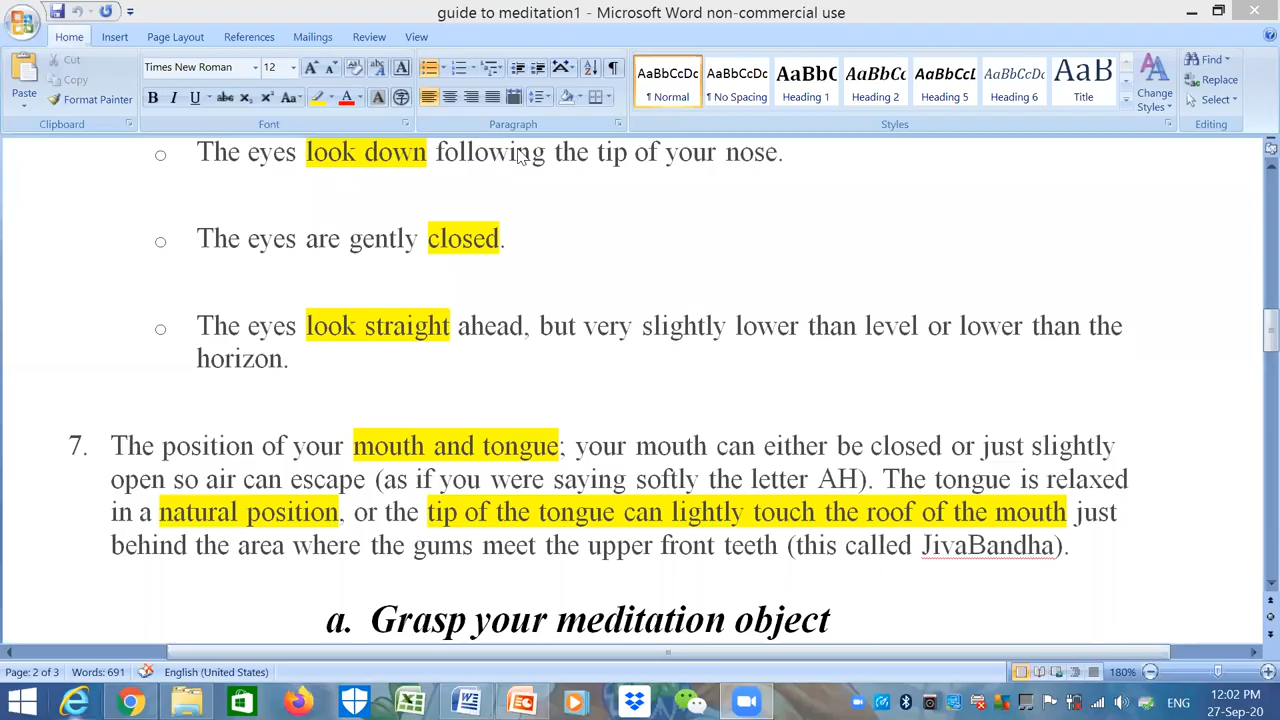 guide to meditation1 - Microsoft Word non-commercial use
Home Insert Page Layout References Mailings Review View
Paste Cut Copy Format Painter
Times New Roman 12
AaBbCcDc AaBbCcDc AaBbC AaBbCc AaBbCcL AaBbCcDc AaB
¶ Normal ¶ No Spacing Heading 1 Heading 2 Heading 5 Heading 6 Title
Change Styles
Find Replace Select
Clipboard Font Paragraph Styles Editing
o The eyes look down following the tip of your nose.
o The eyes are gently closed.
o The eyes look straight ahead, but very slightly lower than level or lower than the
horizon.
7. The position of your mouth and tongue; your mouth can either be closed or just slightly
open so air can escape (as if you were saying softly the letter AH). The tongue is relaxed
in a natural position, or the tip of the tongue can lightly touch the roof of the mouth just
behind the area where the gums meet the upper front teeth (this called JivaBandha).
a. Grasp your meditation object
Page: 2 of 3 Words: 691 English (United States) 180%
ENG 12:02 PM
27-Sep-20